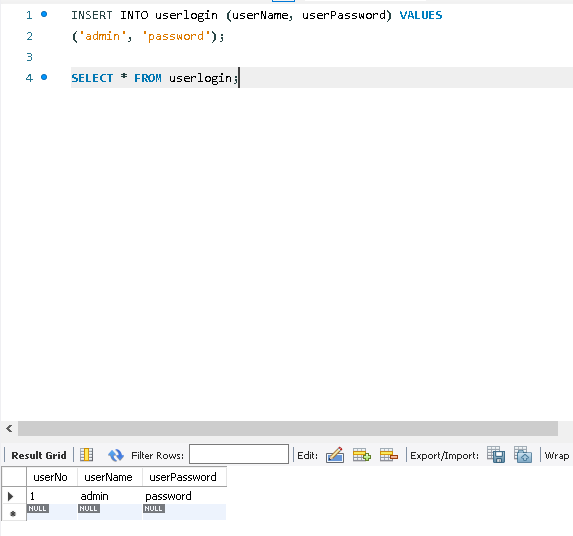 1 INSERT INTO userlogin (userName, userPassword) VALUES
2 ('admin', 'password');
3
4 SELECT * FROM userlogin;
Result Grid Filter Rows: Edit: Export/Import: Wrap
userNo userName userPassword
1 admin password
NULL NULL NULL